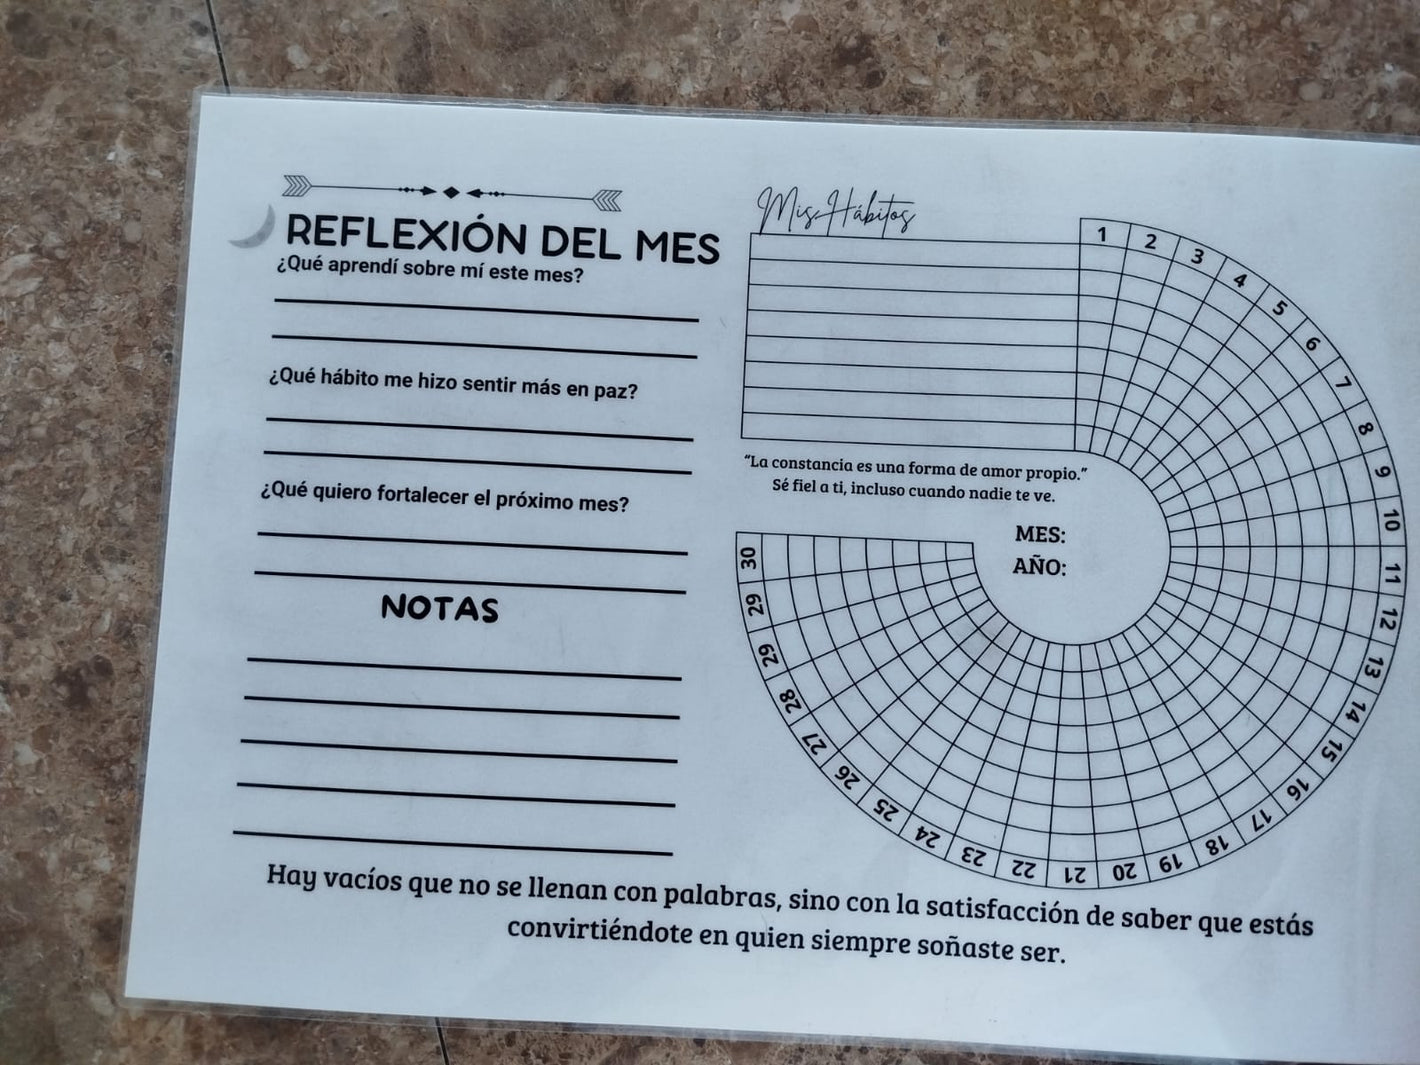 REFLEXIÓN DEL MES
¿Qué aprendí sobre mí este mes?
¿Qué hábito me hizo sentir más en paz?
¿Qué quiero fortalecer el próximo mes?
NOTAS
Mis Hábitos
1
2
3
4
5
6
7
8
9
10
11
12
13
14
15
16
17
18
19
20
21
22
23
24
25
26
27
28
29
29
30
“La constancia es una forma de amor propio.”
Sé fiel a ti, incluso cuando nadie te ve.
MES:
AÑO:
Hay vacíos que no se llenan con palabras, sino con la satisfacción de saber que estás
convirtiéndote en quien siempre soñaste ser.